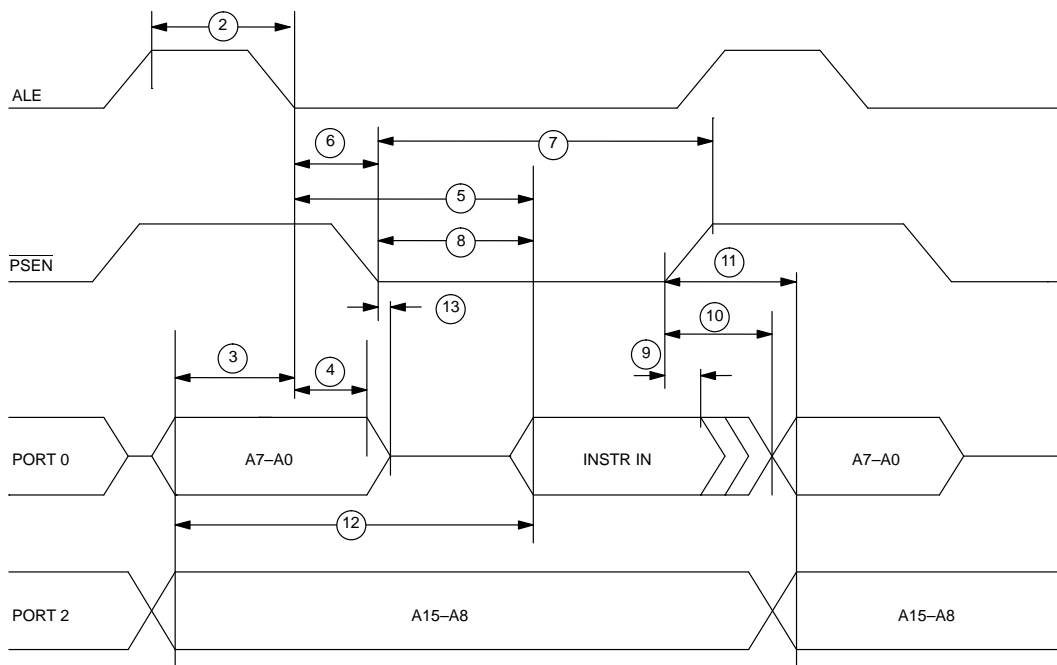 2
ALE
6
7
5
8
PSEN
11
13
10
3
4
9
PORT 0
A7–A0
INSTR IN
A7–A0
12
PORT 2
A15–A8
A15–A8